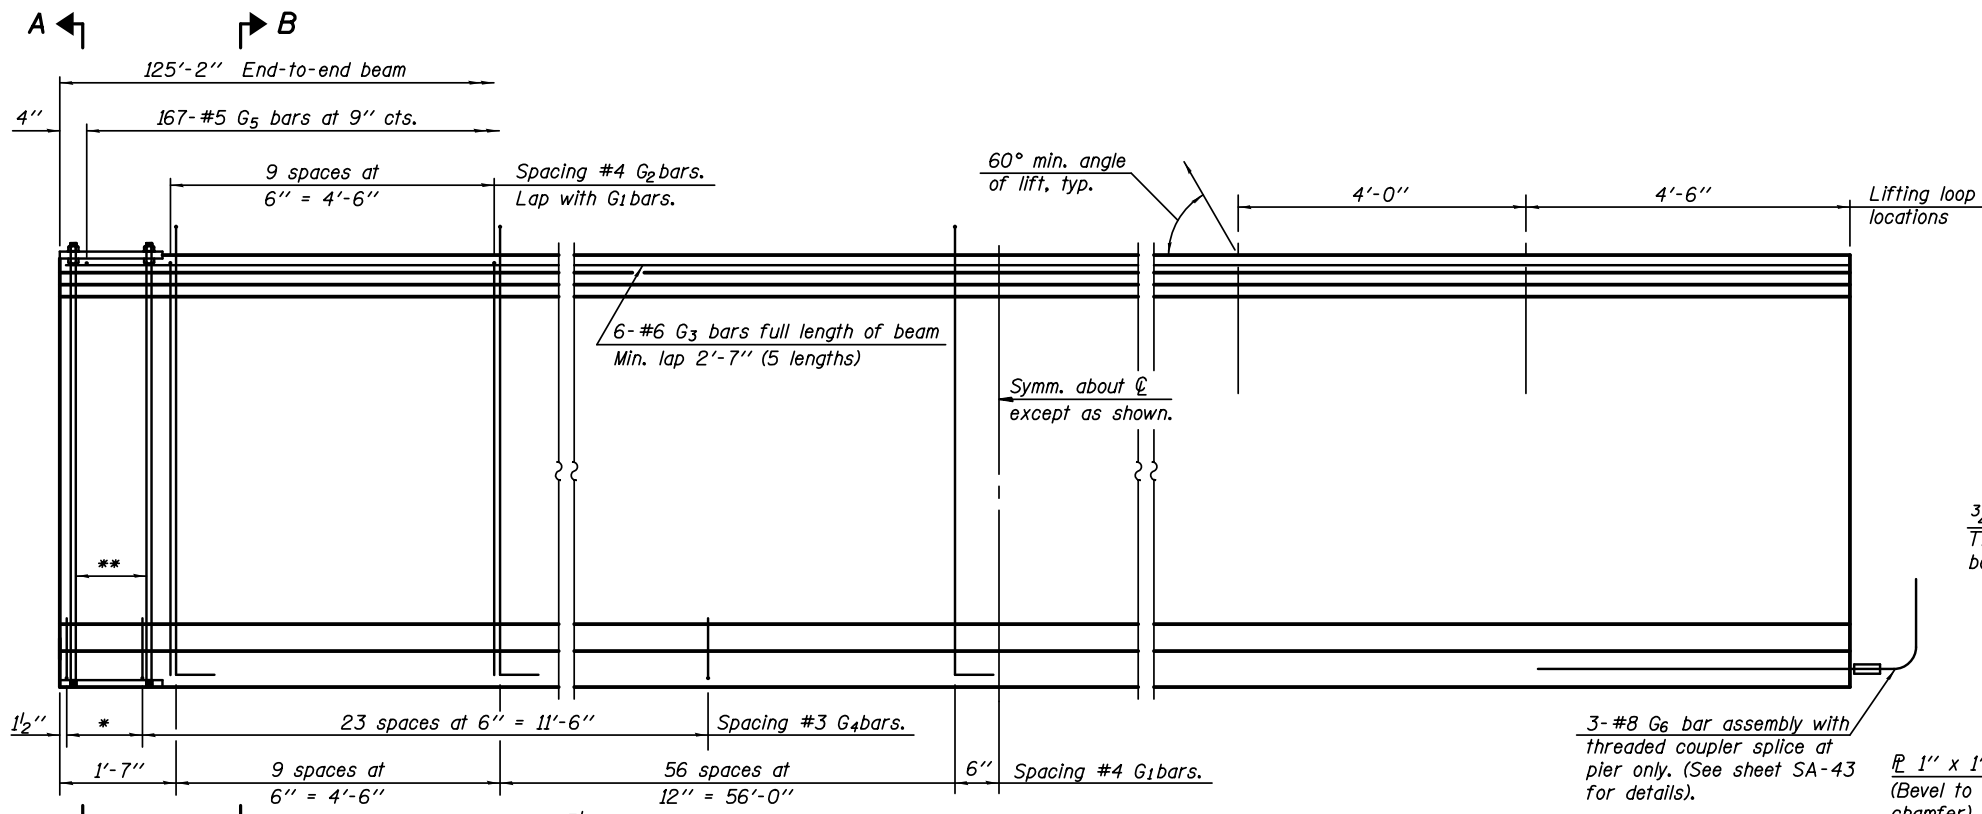 A
B
125'-2" End-to-end beam
4"
167-#5 G5 bars at 9" cts.
9 spaces at
6" = 4'-6"
Spacing #4 G2 bars.
Lap with G1 bars.
60° min. angle
of lift, typ.
4'-0"
4'-6"
Lifting loop
locations
6-#6 G3 bars full length of beam
Min. lap 2'-7" (5 lengths)
Symm. about ℄
except as shown.
**
1½"
*
23 spaces at 6" = 11'-6"
Spacing #3 G4 bars.
1'-7"
9 spaces at
6" = 4'-6"
56 spaces at
12" = 56'-0"
6"
Spacing #4 G1 bars.
3-#8 G6 bar assembly with
threaded coupler splice at
pier only. (See sheet SA-43
for details).
℄ 1" x 1"
(Bevel to
chamfer)